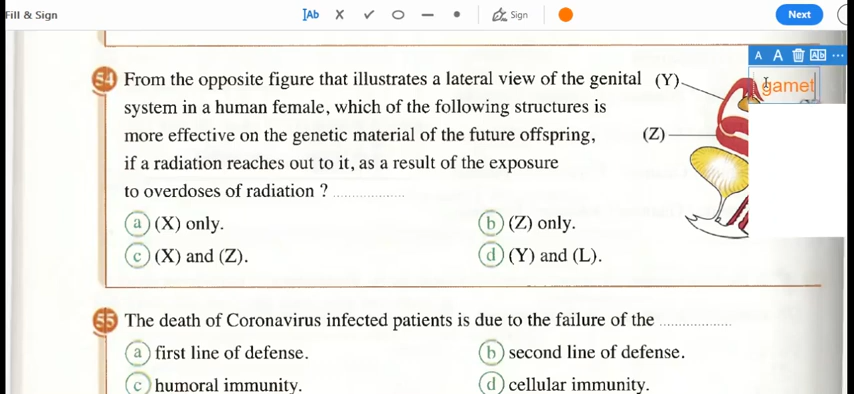 Fill & Sign
Ab
Sign
Next
A A Ab
54 From the opposite figure that illustrates a lateral view of the genital (Y)
gamet
system in a human female, which of the following structures is
more effective on the genetic material of the future offspring, (Z)
if a radiation reaches out to it, as a result of the exposure
to overdoses of radiation ? ..................
a (X) only.
b (Z) only.
c (X) and (Z).
d (Y) and (L).
55 The death of Coronavirus infected patients is due to the failure of the ..................
a first line of defense.
b second line of defense.
c humoral immunity.
d cellular immunity.